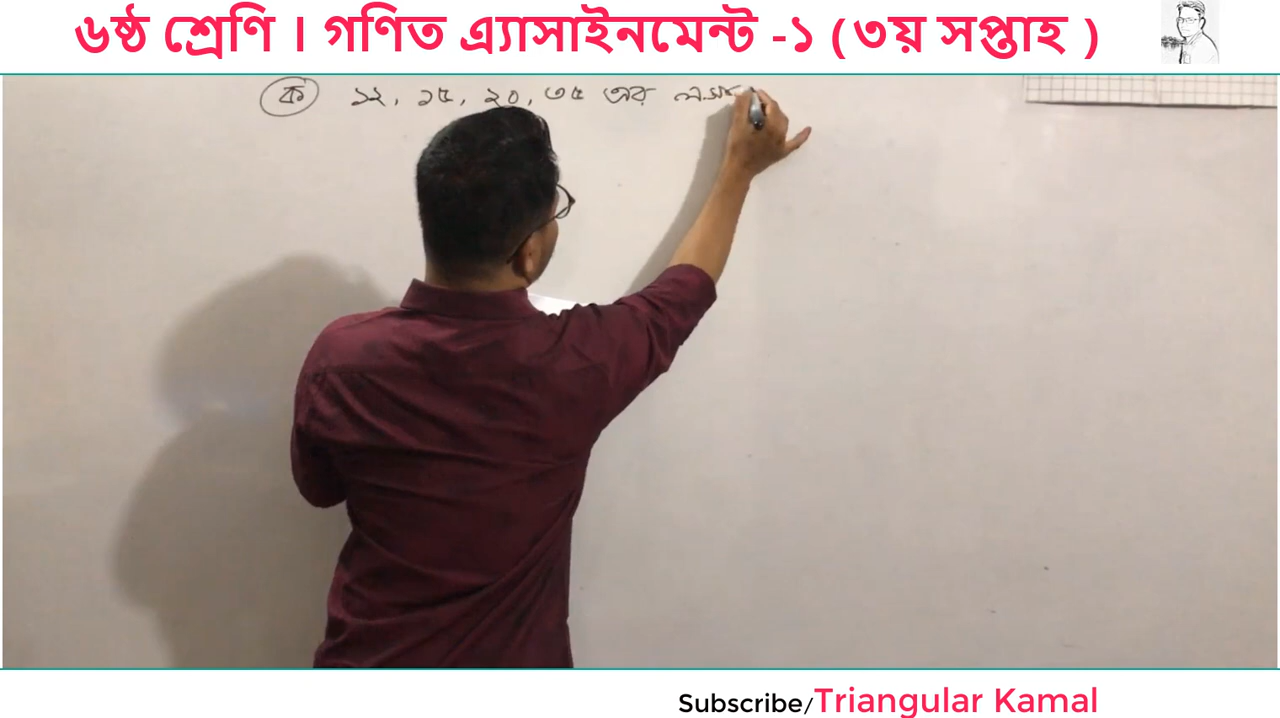 ৬ষ্ঠ শ্রেণি । গণিত এ্যাসাইনমেন্ট -১ ( ৩য় সপ্তাহ )
ক ১২, ১৫, ২০, ৩৫ এর ল.সা
Subscribe/Triangular Kamal